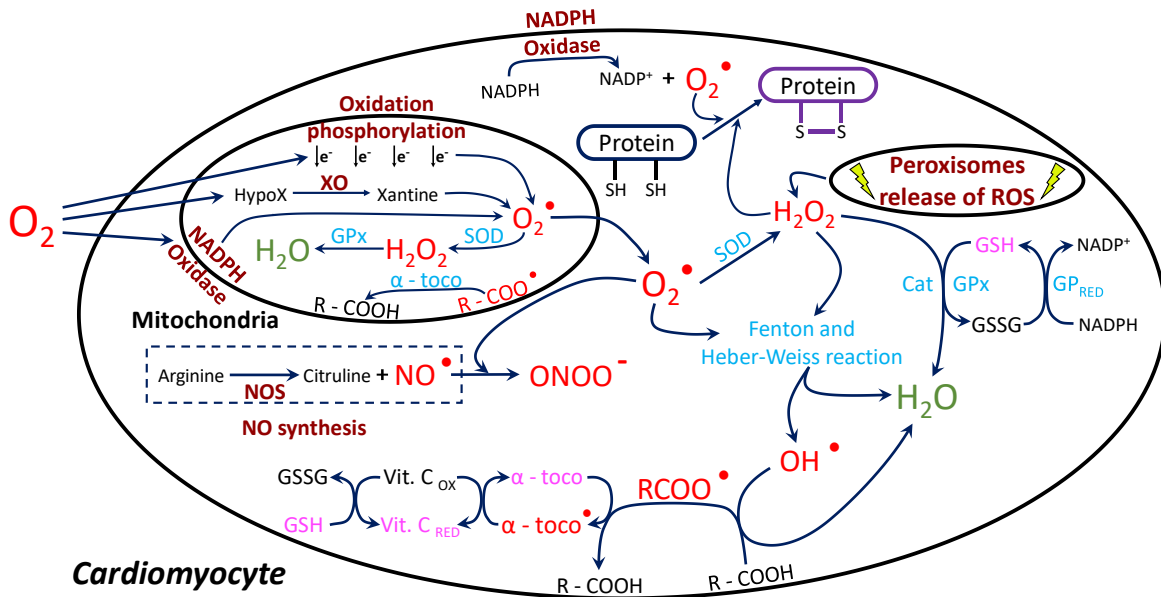 NADPH
Oxidase
NADPH
NADP⁺ + O₂•
Protein
S S
Protein
SH SH
Oxidation
phosphorylation
e⁻ e⁻ e⁻ e⁻
HypoX
XO
Xantine
O₂
O₂•
NADPH
Oxidase
H₂O
GPx
H₂O₂
SOD
α - toco
R - COOH
R - COO•
Mitochondria
Peroxisomes
release of ROS
H₂O₂
SOD
O₂•
GSH
NADP⁺
Cat
GPx
GP RED
GSSG
NADPH
Fenton and
Heber-Weiss reaction
H₂O
Arginine
NOS
Citruline + NO•
ONOO⁻
NO synthesis
OH•
RCOO•
GSSG
Vit. C OX
α - toco
GSH
Vit. C RED
α - toco•
R - COOH
R - COOH
Cardiomyocyte